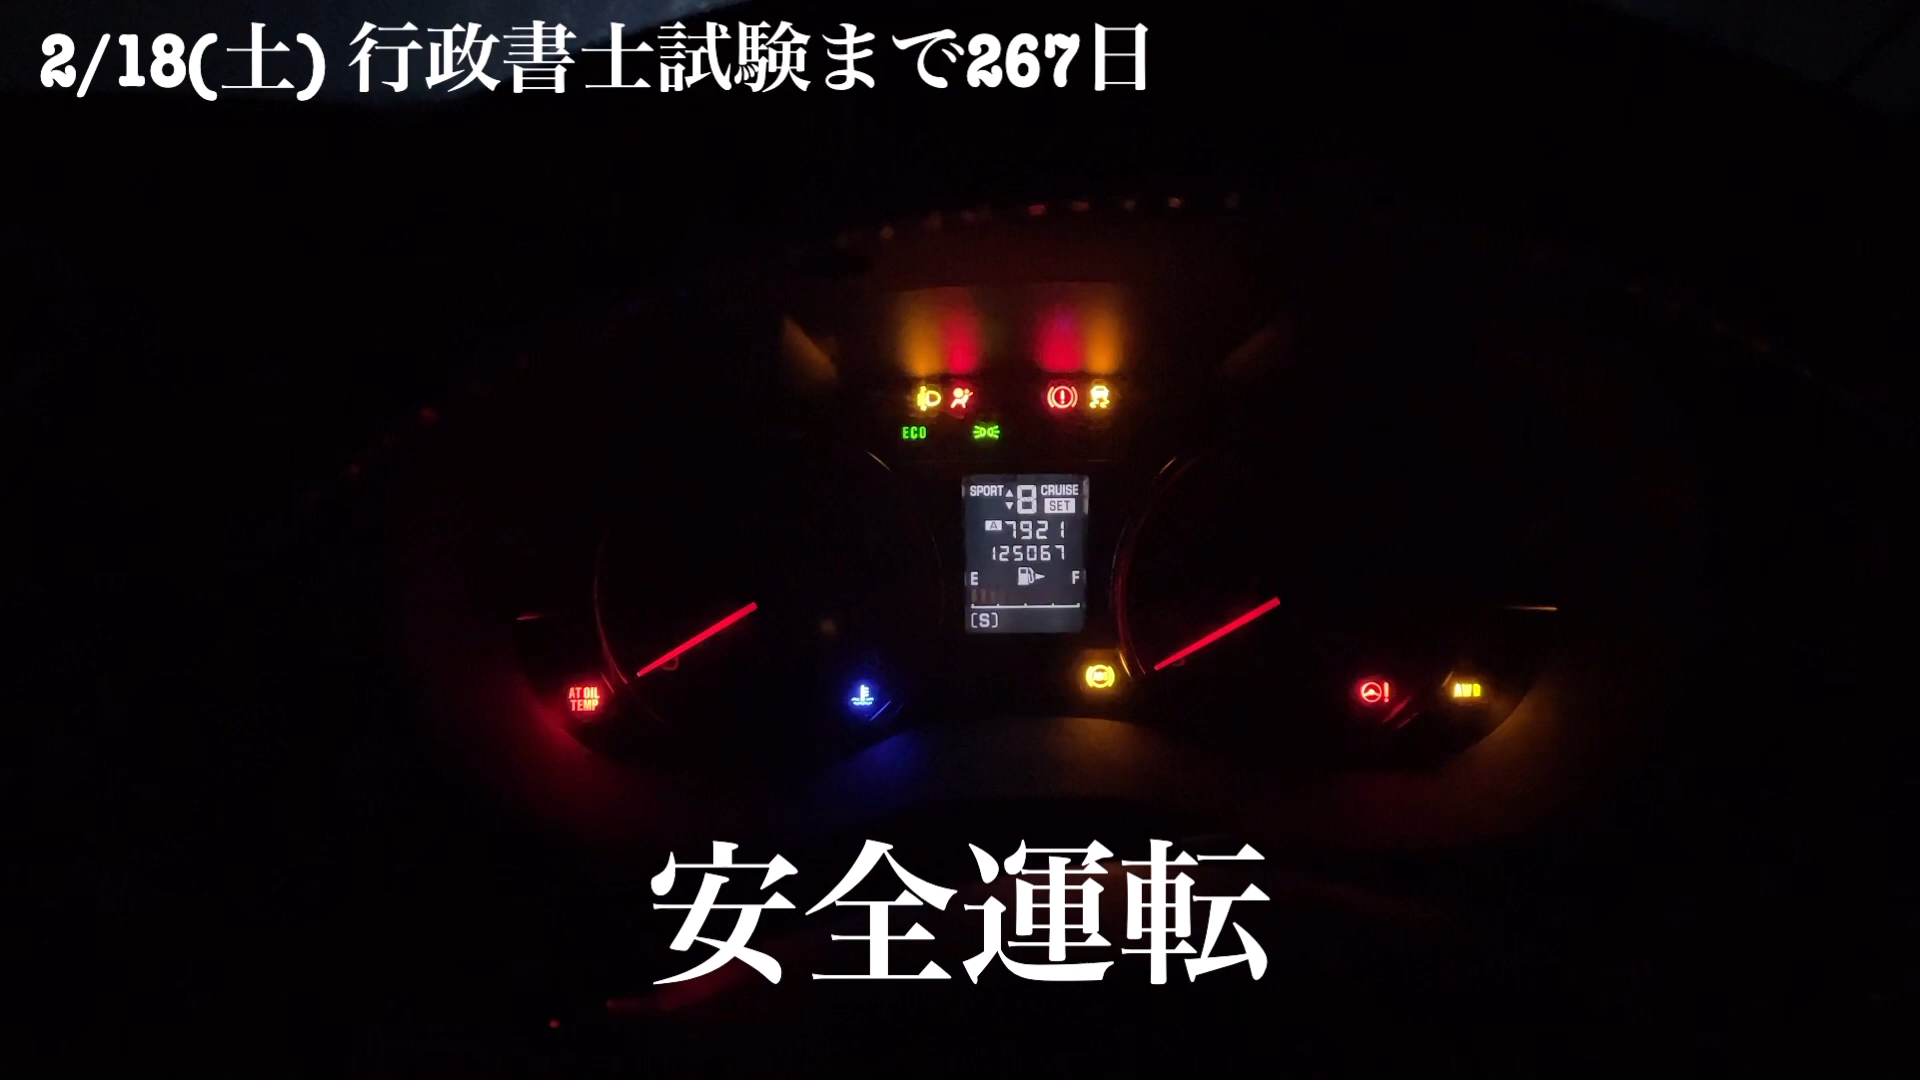 2/18(土) 行政書士試験まで267日
ECO
SPORT 8 CRUISE
SET
A 7921
125067
E F
[S]
AT OIL
TEMP
AWD
安全運転